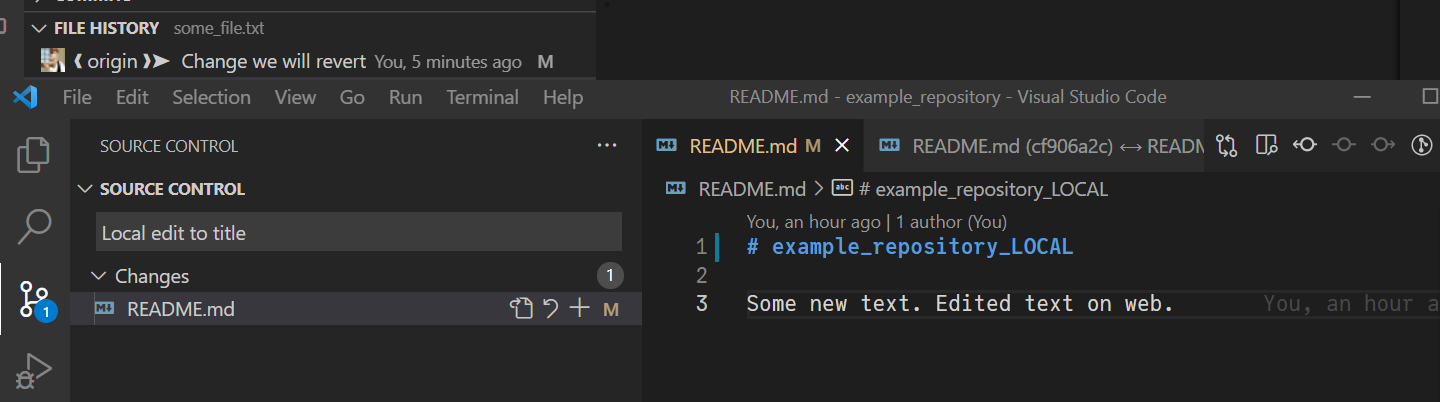 FILE HISTORY some_file.txt
❰ origin ❱➤ Change we will revert You, 5 minutes ago M
File Edit Selection View Go Run Terminal Help README.md - example_repository - Visual Studio Code
SOURCE CONTROL ···
README.md M
README.md (cf906a2c) ⟷ READM
SOURCE CONTROL
README.md > abc # example_repository_LOCAL
You, an hour ago | 1 author (You)
Local edit to title
1 # example_repository_LOCAL
2
Changes 1
README.md M
3 Some new text. Edited text on web. You, an hour a
1